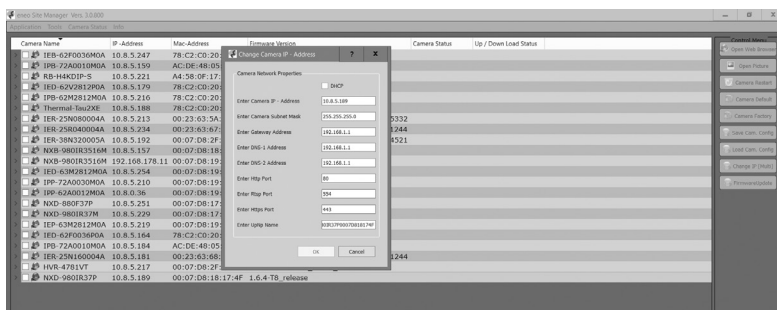 eneo Site Manager Vers. 3.0.800
Application Tools Camera Status Info
Camera Name IP -Address Mac-Address Firmware Version Camera Status Up / Down Load Status
IEB-62F0036M0A 10.8.5.247 78:C2:C0:20:
IPB-72A0010M0A 10.8.5.159 AC:DE:48:05:
RB-H4KDIP-S 10.8.5.221 A4:58:0F:17:
IED-62V2812P0A 10.8.5.179 78:C2:C0:20:
IPB-62M2812M0A 10.8.5.216 78:C2:C0:20:
Thermal-Tau2XE 10.8.5.188 78:C2:C0:20:
IER-25N080004A 10.8.5.213 00:23:63:5A: 5332
IER-25R040004A 10.8.5.234 00:23:63:67: 1244
IER-38N320005A 10.8.5.192 00:07:D8:2F: 4521
NXB-980IR3516M 10.8.5.157 00:07:D8:18:
NXB-980IR3516M 192.168.178.11 00:07:D8:19:
IED-63M2812M0A 10.8.5.254 00:07:D8:19:
IPP-72A0030M0A 10.8.5.210 00:07:D8:19:
IPP-62A0012M0A 10.8.0.36 00:07:D8:19:
NXD-880F37P 10.8.5.251 00:07:D8:17:
NXD-980IR37M 10.8.5.229 00:07:D8:17:
IEP-63M2812M0A 10.8.5.219 00:07:D8:19:
IED-62F0036P0A 10.8.5.164 78:C2:C0:20:
IPB-72A0010M0A 10.8.5.184 AC:DE:48:05:
IER-25N160004A 10.8.5.181 00:23:63:68: 1244
HVR-4781VT 10.8.5.217 00:07:D8:2F:
NXD-980IR37P 10.8.5.189 00:07:D8:18:17:4F 1.6.4-T8_release
Change Camera IP - Address ? X
Camera Network Properties
DHCP
Enter Camera IP - Address 10.8.5.189
Enter Camera Subnet Mask 255.255.255.0
Enter Gateway Address 192.168.1.1
Enter DNS-1 Address 192.168.1.1
Enter DNS-2 Address 192.168.1.1
Enter Http Port 80
Enter Rtsp Port 554
Enter Https Port 443
Enter UpNp Name 0IR37P0007D818174F
OK Cancel
Control Menu
Open Web Browser
Open Fixture
Camera Restart
Camera Default
Camera Factory
Save Cam. Config
Load Cam. Config
Change IP (Multi)
FirmwareUpdate